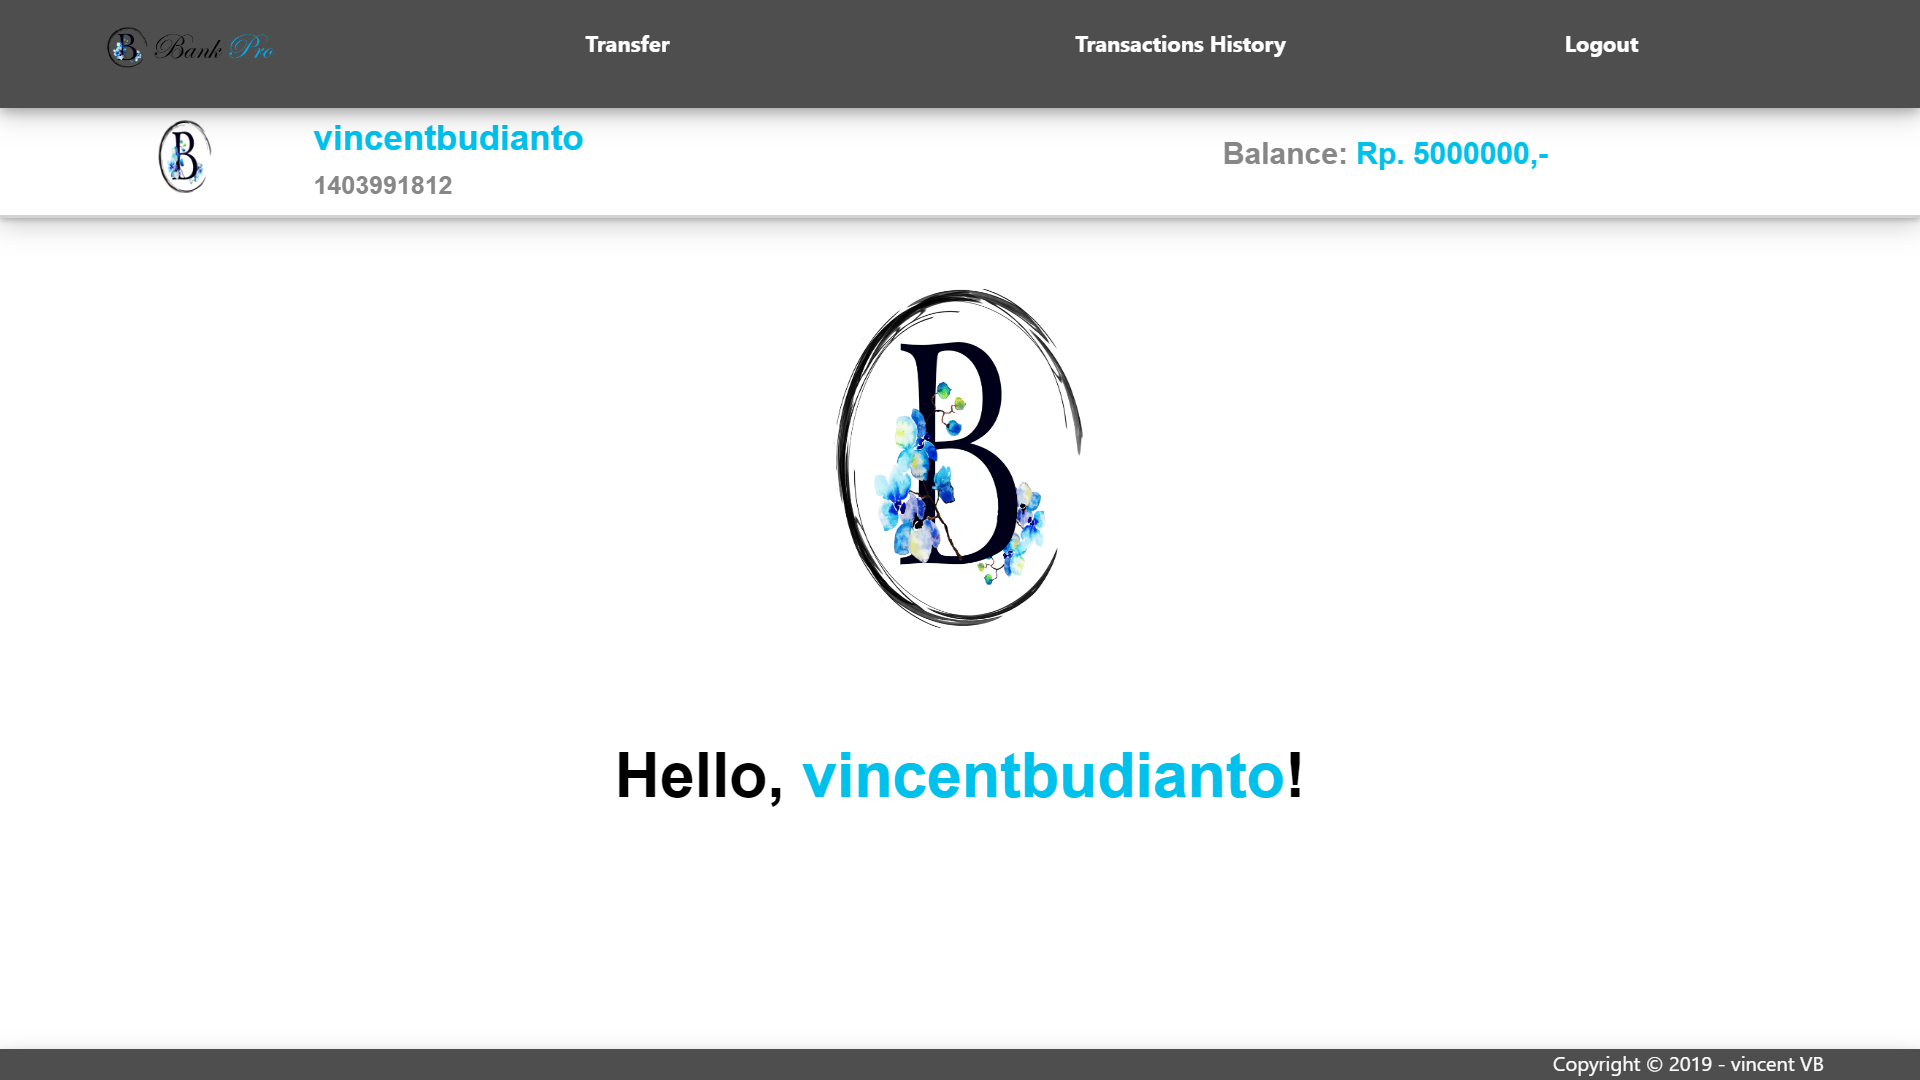 B Bank Pro
Transfer
Transactions History
Logout
B
vincentbudianto
1403991812
Balance: Rp. 5000000,-
B
Hello, vincentbudianto!
Copyright © 2019 - vincent VB